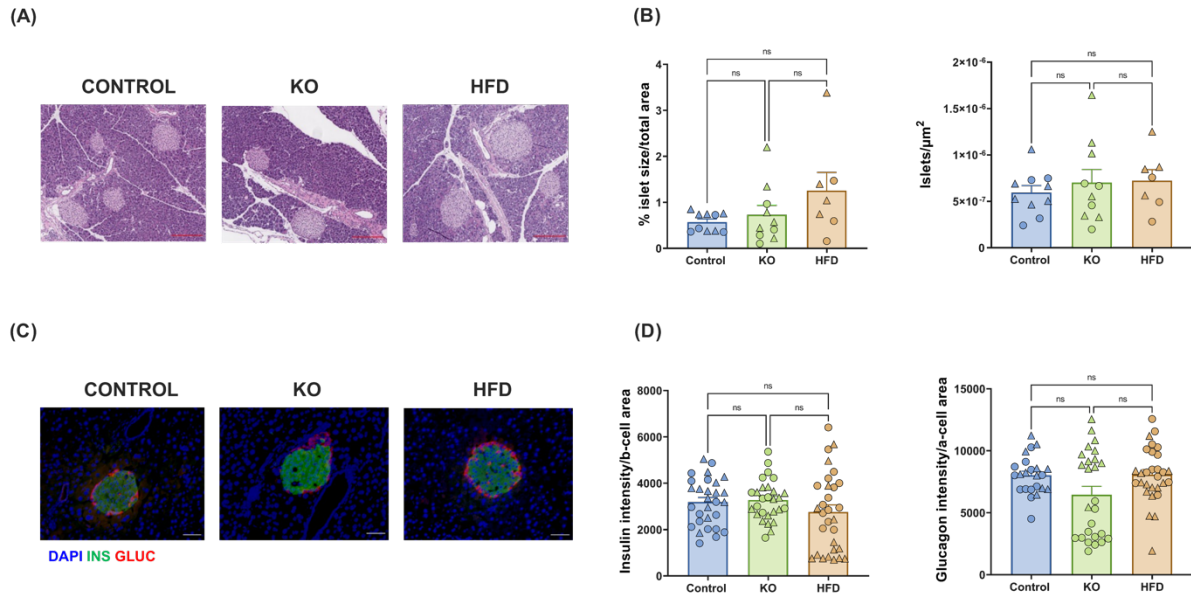 (A)
CONTROL
KO
HFD
(B)
ns
ns
ns
% islet size/total area
4
3
2
1
0
Control
KO
HFD
ns
ns
ns
Islets/µm²
2×10⁻⁶
1.5×10⁻⁶
1×10⁻⁶
5×10⁻⁷
0
Control
KO
HFD
(C)
CONTROL
KO
HFD
DAPI INS GLUC
(D)
ns
ns
ns
Insulin intensity/b-cell area
8000
6000
4000
2000
0
Control
KO
HFD
ns
ns
ns
Glucagon intensity/a-cell area
15000
10000
5000
0
Control
KO
HFD